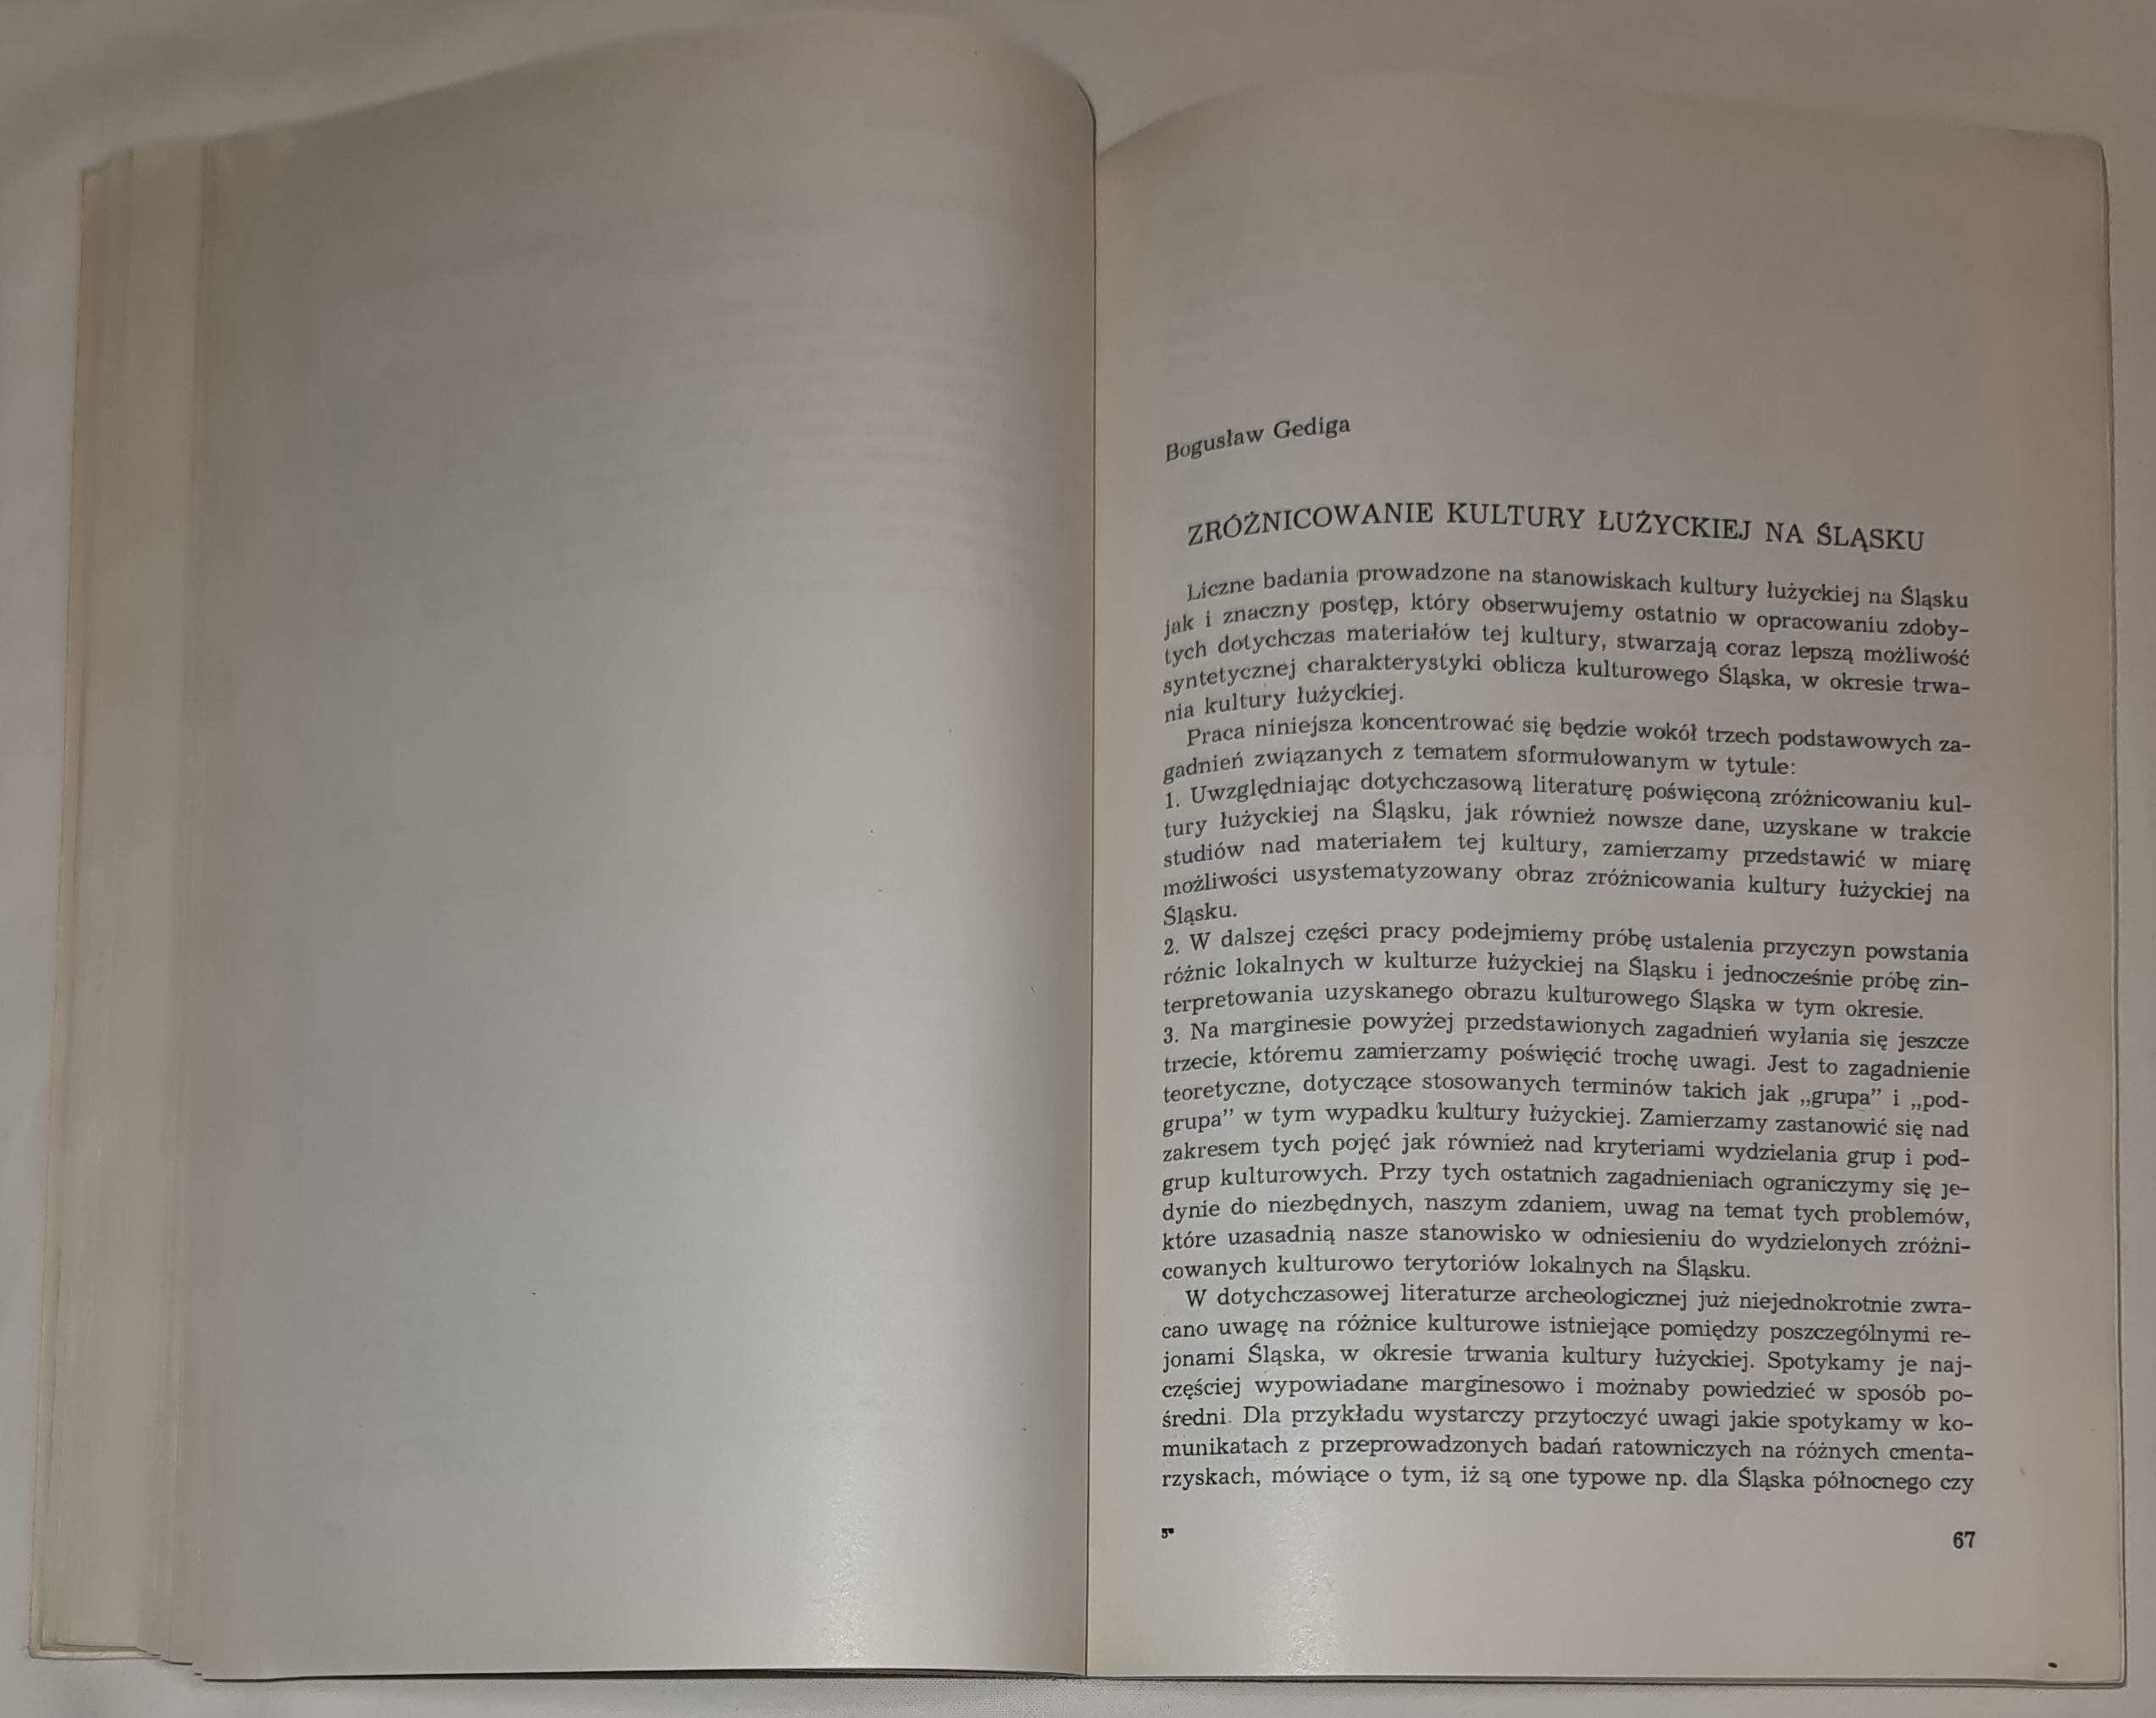 Bogusław Gediga
ZRÓŻNICOWANIE KULTURY ŁUŻYCKIEJ NA ŚLĄSKU
Liczne badania prowadzone na stanowiskach kultury łużyckiej na Śląsku
jak i znaczny postęp, który obserwujemy ostatnio w opracowaniu zdoby-
tych dotychczas materiałów tej kultury, stwarzają coraz lepszą możliwość
syntetycznej charakterystyki oblicza kulturowego Śląska, w okresie trwa-
nia kultury łużyckiej.
Praca niniejsza koncentrować się będzie wokół trzech podstawowych za-
gadnień związanych z tematem sformułowanym w tytule:
1. Uwzględniając dotychczasową literaturę poświęconą zróżnicowaniu kul-
tury łużyckiej na Śląsku, jak również nowsze dane, uzyskane w trakcie
studiów nad materiałem tej kultury, zamierzamy przedstawić w miarę
możliwości usystematyzowany obraz zróżnicowania kultury łużyckiej na
Śląsku.
2. W dalszej części pracy podejmiemy próbę ustalenia przyczyn powstania
różnic lokalnych w kulturze łużyckiej na Śląsku i jednocześnie próbę zin-
terpretowania uzyskanego obrazu kulturowego Śląska w tym okresie.
3. Na marginesie powyżej przedstawionych zagadnień wyłania się jeszcze
trzecie, któremu zamierzamy poświęcić trochę uwagi. Jest to zagadnienie
teoretyczne, dotyczące stosowanych terminów takich jak „grupa” i „pod-
grupa” w tym wypadku kultury łużyckiej. Zamierzamy zastanowić się nad
zakresem tych pojęć jak również nad kryteriami wydzielania grup i pod-
grup kulturowych. Przy tych ostatnich zagadnieniach ograniczymy się je-
dynie do niezbędnych, naszym zdaniem, uwag na temat tych problemów,
które uzasadnią nasze stanowisko w odniesieniu do wydzielonych zróżni-
cowanych kulturowo terytoriów lokalnych na Śląsku.
W dotychczasowej literaturze archeologicznej już niejednokrotnie zwra-
cano uwagę na różnice kulturowe istniejące pomiędzy poszczególnymi re-
jonami Śląska, w okresie trwania kultury łużyckiej. Spotykamy je naj-
częściej wypowiadane marginesowo i możnaby powiedzieć w sposób po-
średni. Dla przykładu wystarczy przytoczyć uwagi jakie spotykamy w ko-
munikatach z przeprowadzonych badań ratowniczych na różnych cmenta-
rzyskach, mówiące o tym, iż są one typowe np. dla Śląska północnego czy
5*
67